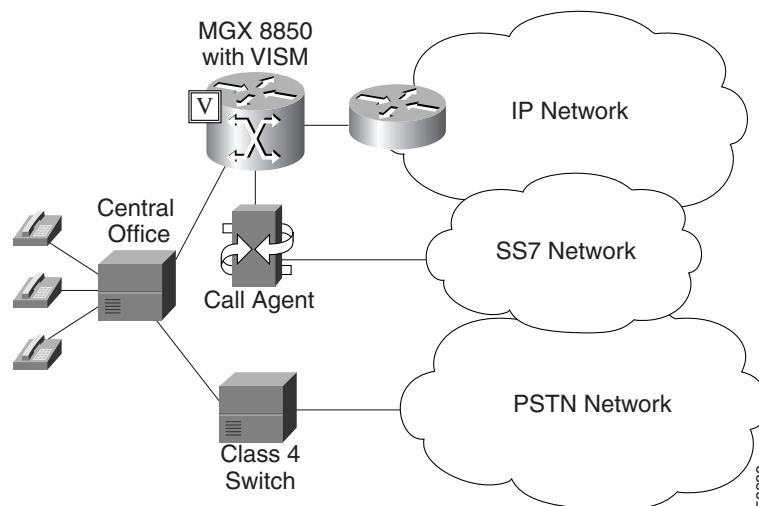 MGX 8850
with VISM
V
IP Network
Central
Office
SS7 Network
Call Agent
PSTN Network
Class 4
Switch